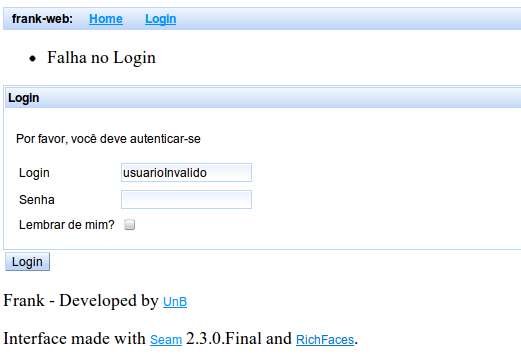 frank-web: Home Login
Falha no Login
Login
Por favor, você deve autenticar-se
Login usuarioInvalido
Senha
Lembrar de mim?
Login
Frank - Developed by UnB
Interface made with Seam 2.3.0.Final and RichFaces.